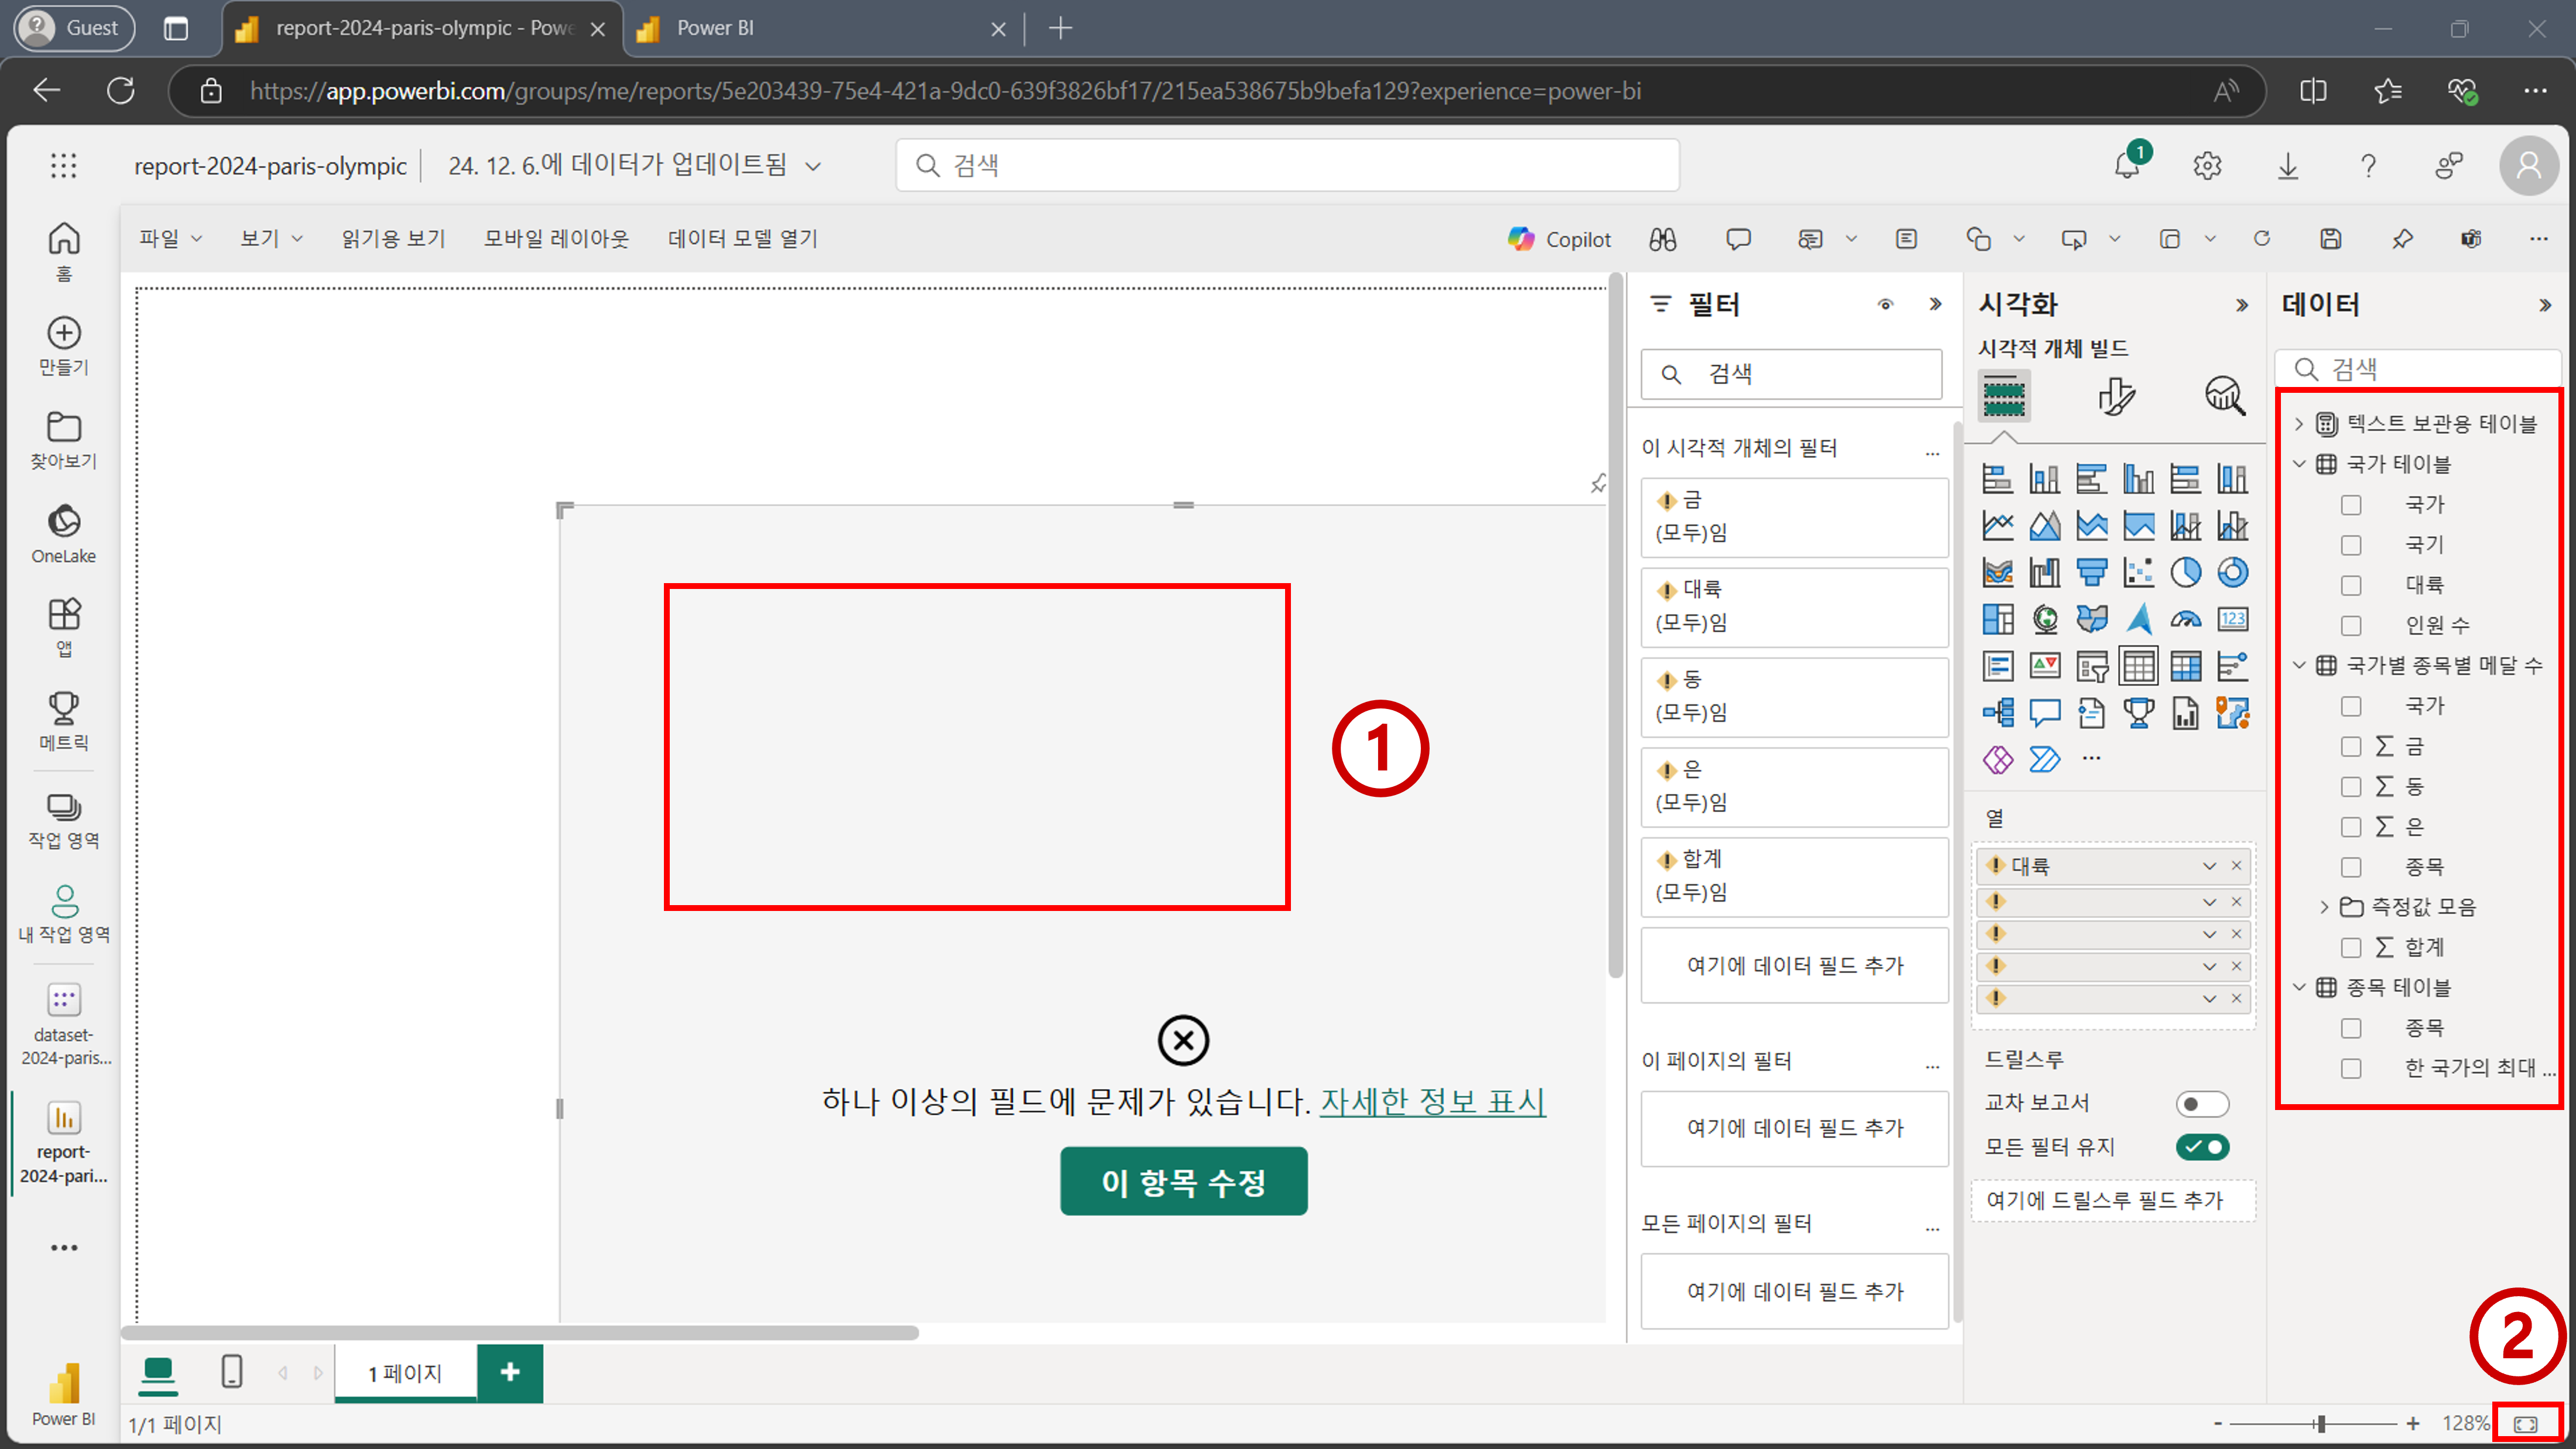 Guest
report-2024-paris-olympic - Powe
Power BI
https://app.powerbi.com/groups/me/reports/5e203439-75e4-421a-9dc0-639f3826bf17/215ea538675b9befa129?experience=power-bi
report-2024-paris-olympic
24. 12. 6.에 데이터가 업데이트됨
검색
1
파일
보기
읽기용 보기
모바일 레이아웃
데이터 모델 열기
Copilot
홈
만들기
찾아보기
OneLake
앱
메트릭
작업 영역
내 작업 영역
dataset-
2024-paris...
report-
2024-pari...
Power BI
1
하나 이상의 필드에 문제가 있습니다. 자세한 정보 표시
이 항목 수정
필터
검색
이 시각적 개체의 필터
금
(모두)임
대륙
(모두)임
동
(모두)임
은
(모두)임
합계
(모두)임
여기에 데이터 필드 추가
이 페이지의 필터
여기에 데이터 필드 추가
모든 페이지의 필터
여기에 데이터 필드 추가
시각화
시각적 개체 빌드
123
열
대륙
드릴스루
교차 보고서
모든 필터 유지
여기에 드릴스루 필드 추가
데이터
검색
텍스트 보관용 테이블
국가 테이블
국가
국기
대륙
인원 수
국가별 종목별 메달 수
국가
금
동
은
종목
측정값 모음
합계
종목 테이블
종목
한 국가의 최대 ...
2
1 페이지
1/1 페이지
- + 128%